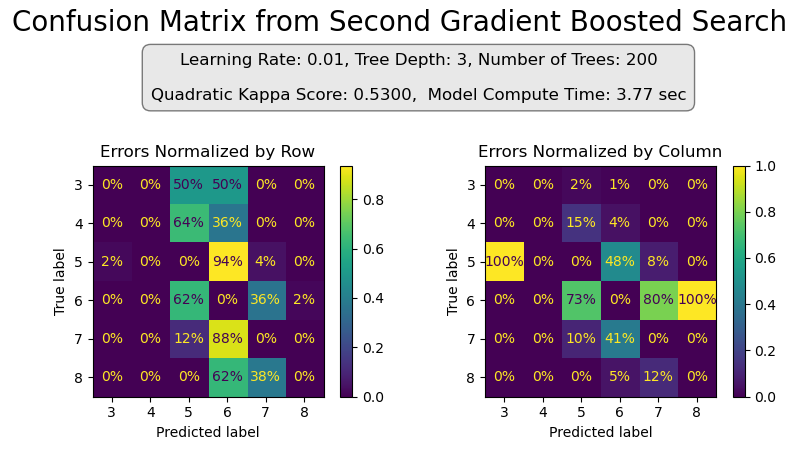 Confusion Matrix from Second Gradient Boosted Search
Learning Rate: 0.01, Tree Depth: 3, Number of Trees: 200
Quadratic Kappa Score: 0.5300,  Model Compute Time: 3.77 sec
Errors Normalized by Row
True label
3 0% 0% 50% 50% 0% 0%
4 0% 0% 64% 36% 0% 0%
5 2% 0% 0% 94% 4% 0%
6 0% 0% 62% 0% 36% 2%
7 0% 0% 12% 88% 0% 0%
8 0% 0% 0% 62% 38% 0%
3 4 5 6 7 8
Predicted label
0.8
0.6
0.4
0.2
0.0
Errors Normalized by Column
True label
3 0% 0% 2% 1% 0% 0%
4 0% 0% 15% 4% 0% 0%
5 100% 0% 0% 48% 8% 0%
6 0% 0% 73% 0% 80% 100%
7 0% 0% 10% 41% 0% 0%
8 0% 0% 0% 5% 12% 0%
3 4 5 6 7 8
Predicted label
1.0
0.8
0.6
0.4
0.2
0.0